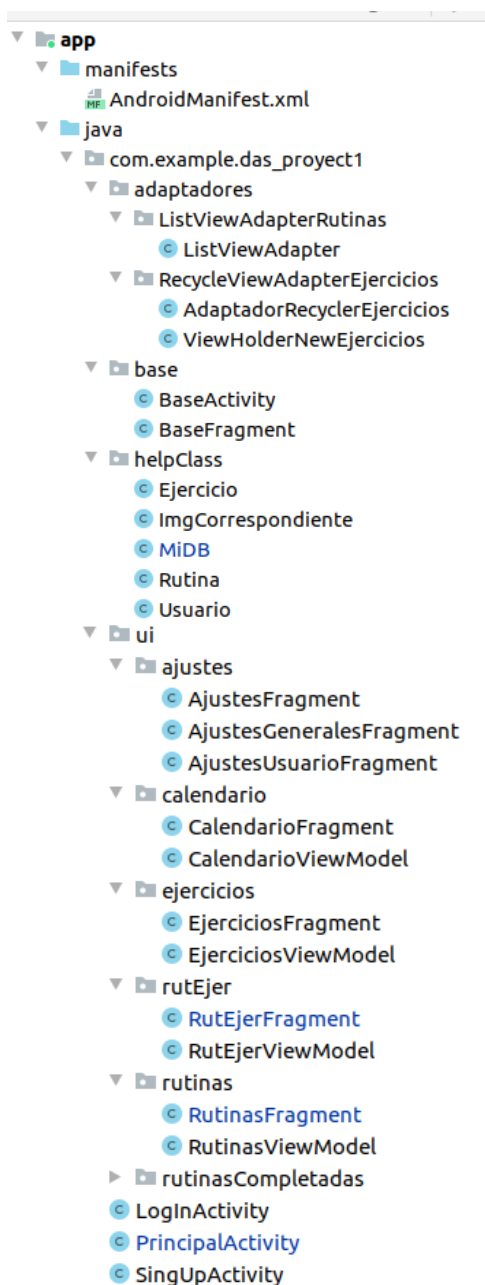 app
manifests
MF AndroidManifest.xml
java
com.example.das_proyect1
adaptadores
ListViewAdapterRutinas
C ListViewAdapter
RecycleViewAdapterEjercicios
C AdaptadorRecyclerEjercicios
C ViewHolderNewEjercicios
base
C BaseActivity
C BaseFragment
helpClass
C Ejercicio
C ImgCorrespondiente
C MiDB
C Rutina
C Usuario
ui
ajustes
C AjustesFragment
C AjustesGeneralesFragment
C AjustesUsuarioFragment
calendario
C CalendarioFragment
C CalendarioViewModel
ejercicios
C EjerciciosFragment
C EjerciciosViewModel
rutEjer
C RutEjerFragment
C RutEjerViewModel
rutinas
C RutinasFragment
C RutinasViewModel
rutinasCompletadas
C LogInActivity
C PrincipalActivity
C SingUpActivity